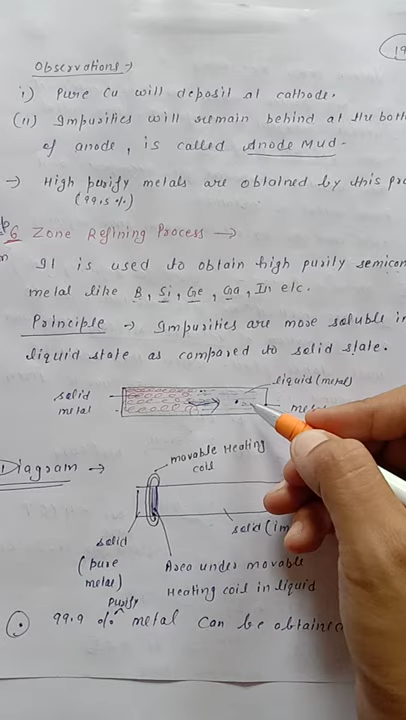 19
Observations →
i) Pure Cu will deposit at cathode.
(ii) Impurities will remain behind at the bott
of anode, is called Anode Mud.
→ High purify metals are obtained by this pro
(99.5 %)
6 Zone Refining Process →
It is used to obtain high purily semicon
metal like B, Si, Ge, Ga, In etc.
Principle → Impurities are more soluble in
liquid state as compared to solid state.
solid
metal
liquid (metal)
Diagram →
movable Heating
coil
solid
(pure
metal)
solid (im
Area under movable
Heating coil in liquid
99.9 % Purify metal can be obtaine